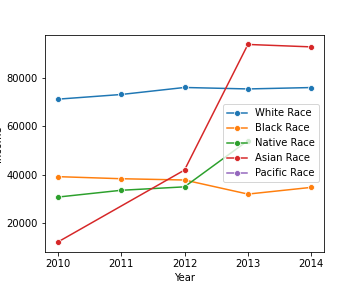 80000
60000
40000
20000
White Race
Black Race
Native Race
Asian Race
Pacific Race
2010 2011 2012 2013 2014
Year